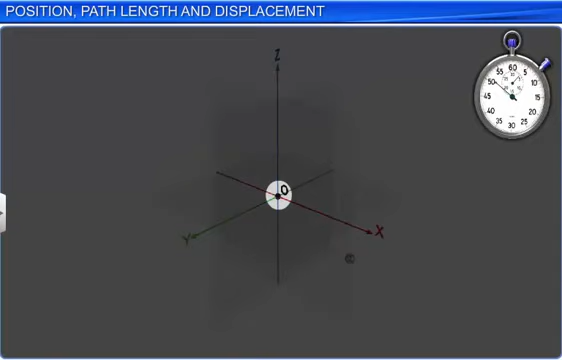 POSITION, PATH LENGTH AND DISPLACEMENT
Z
60
55 5
50 10
45 15
40 20
35 25
30
O
Y
X